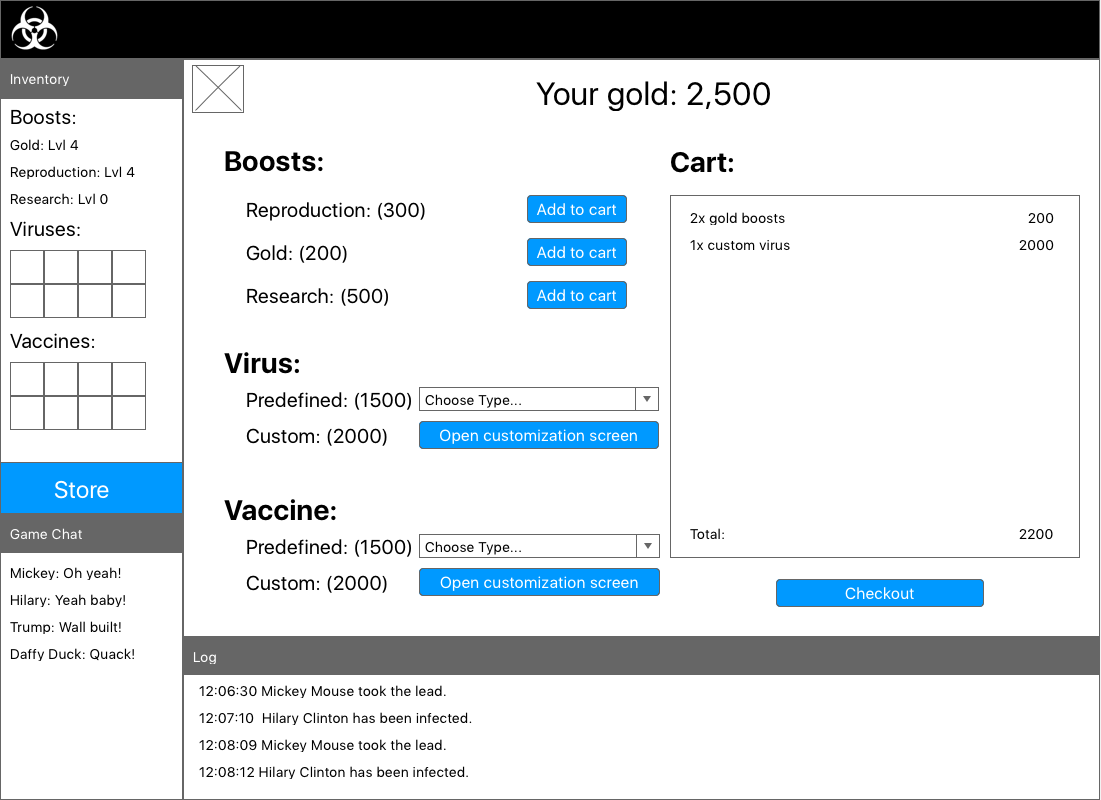 Inventory
Boosts:
Gold: Lvl 4
Reproduction: Lvl 4
Research: Lvl 0
Viruses:
Vaccines:
Store
Game Chat
Mickey: Oh yeah!
Hilary: Yeah baby!
Trump: Wall built!
Daffy Duck: Quack!
Your gold: 2,500
Boosts:
Reproduction: (300) Add to cart
Gold: (200) Add to cart
Research: (500) Add to cart
Virus:
Predefined: (1500) Choose Type...
Custom: (2000) Open customization screen
Vaccine:
Predefined: (1500) Choose Type...
Custom: (2000) Open customization screen
Cart:
2x gold boosts 200
1x custom virus 2000
Total: 2200
Checkout
Log
12:06:30 Mickey Mouse took the lead.
12:07:10 Hilary Clinton has been infected.
12:08:09 Mickey Mouse took the lead.
12:08:12 Hilary Clinton has been infected.